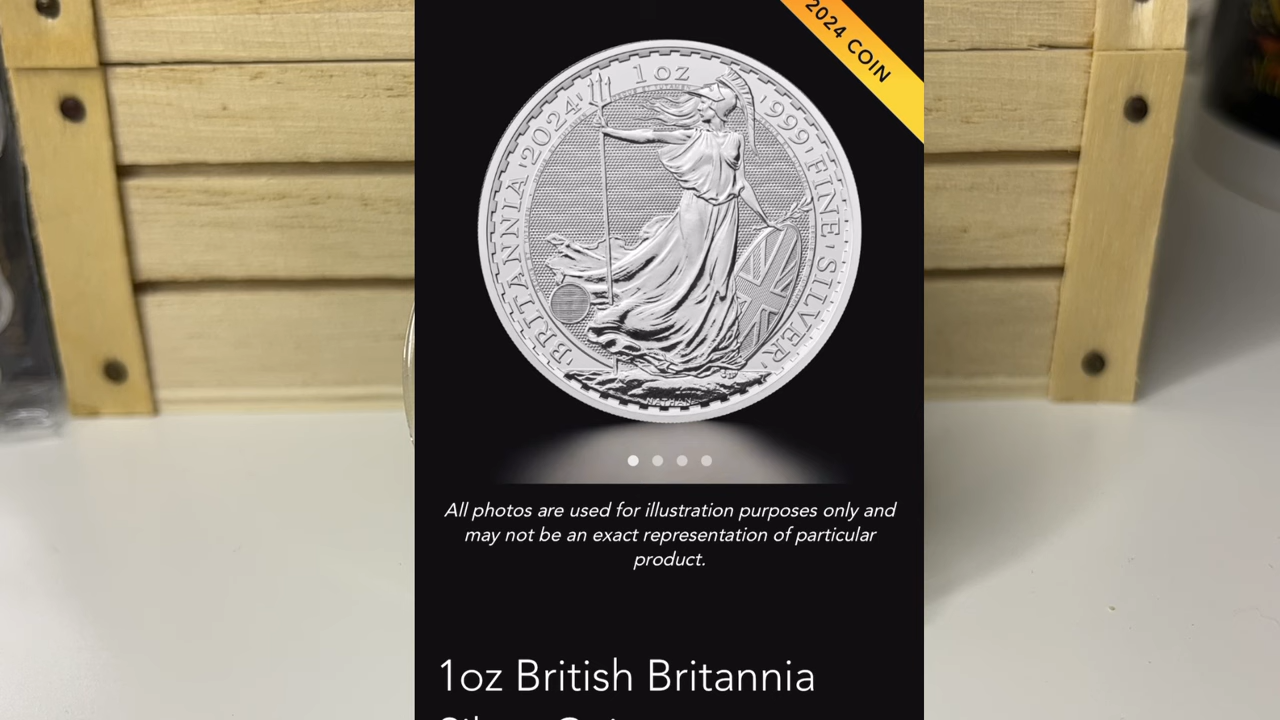 2024 COIN
BRITANNIA 2024 1oz 999 FINE SILVER
NATHAN
All photos are used for illustration purposes only and
may not be an exact representation of particular
product.
1oz British Britannia